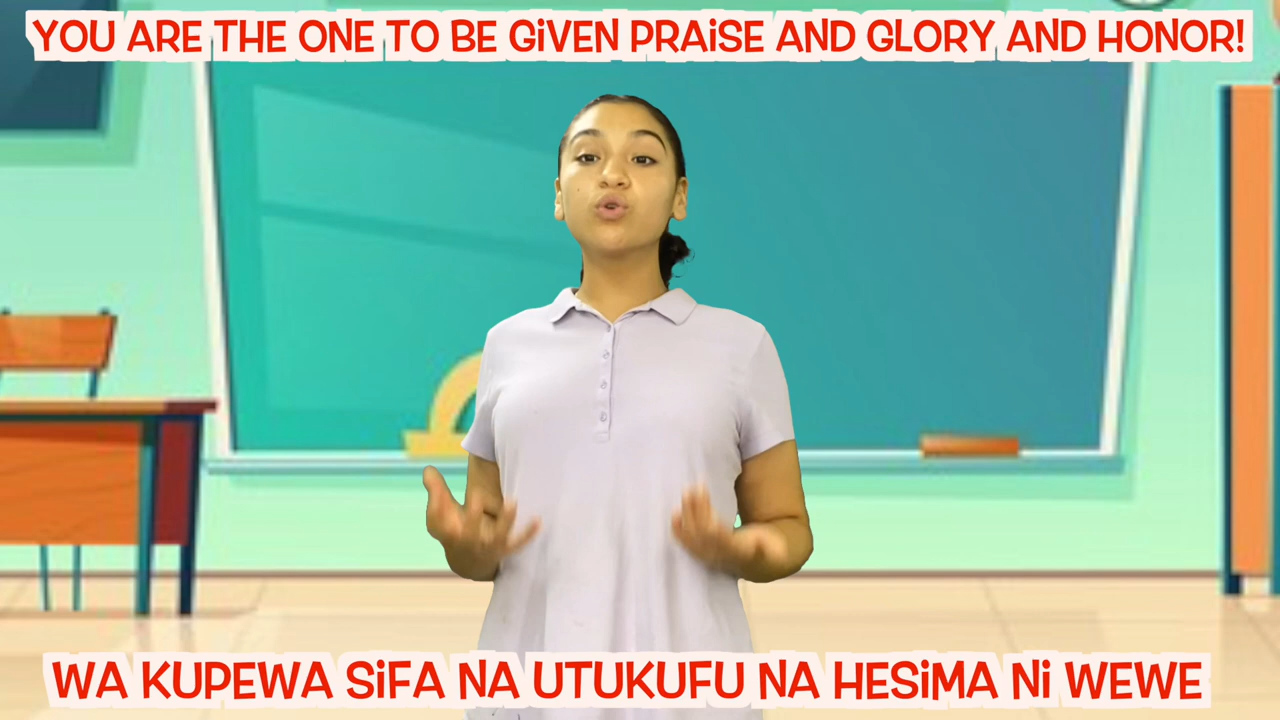 YOU ARE THE ONE TO BE GiVEN PRAiSE AND GLORY AND HONOR!
WA KUPEWA SiFA NA UTUKUFU NA HESiMA Ni WEWE